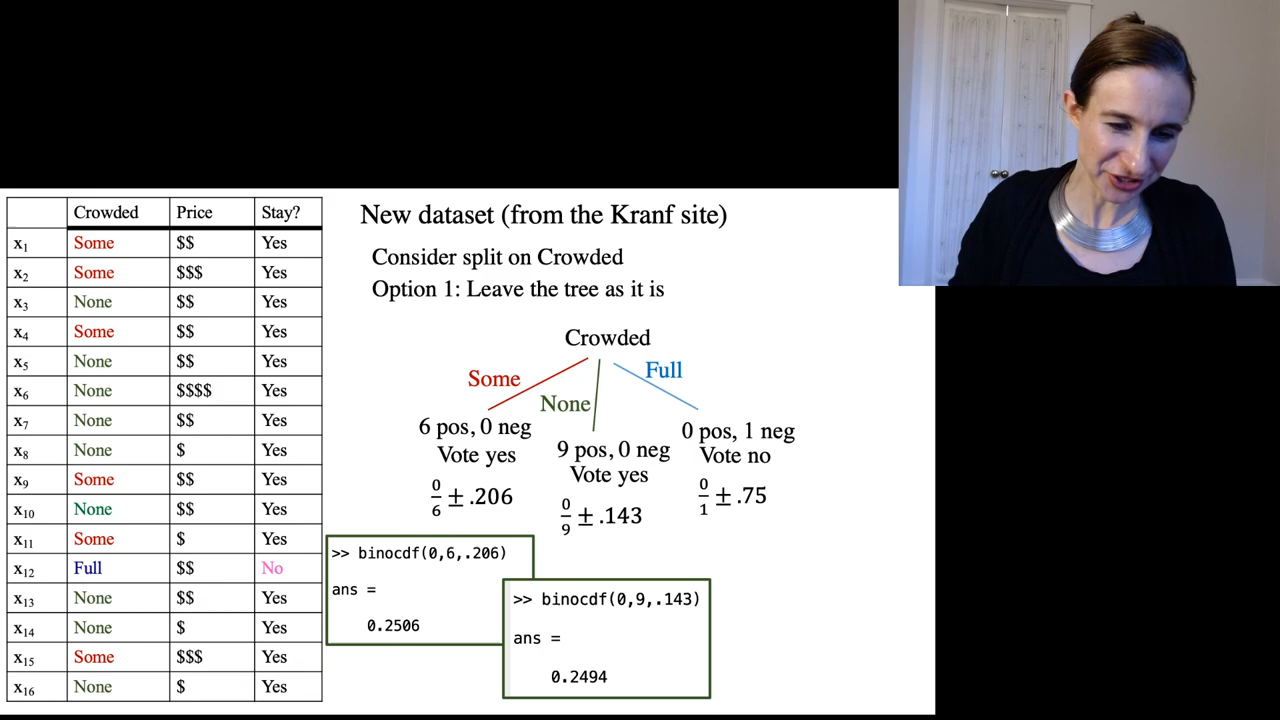 Crowded Price Stay?
x1 Some $$ Yes
x2 Some $$$ Yes
x3 None $$ Yes
x4 Some $$ Yes
x5 None $$ Yes
x6 None $$$$ Yes
x7 None $$ Yes
x8 None $ Yes
x9 Some $$ Yes
x10 None $$ Yes
x11 Some $ Yes
x12 Full $$ No
x13 None $$ Yes
x14 None $ Yes
x15 Some $$$ Yes
x16 None $ Yes
New dataset (from the Kranf site)
Consider split on Crowded
Option 1: Leave the tree as it is
Crowded
Some
None
Full
6 pos, 0 neg
Vote yes
0/6 ± .206
9 pos, 0 neg
Vote yes
0/9 ± .143
0 pos, 1 neg
Vote no
0/1 ± .75
>> binocdf(0,6,.206)
ans =
0.2506
>> binocdf(0,9,.143)
ans =
0.2494